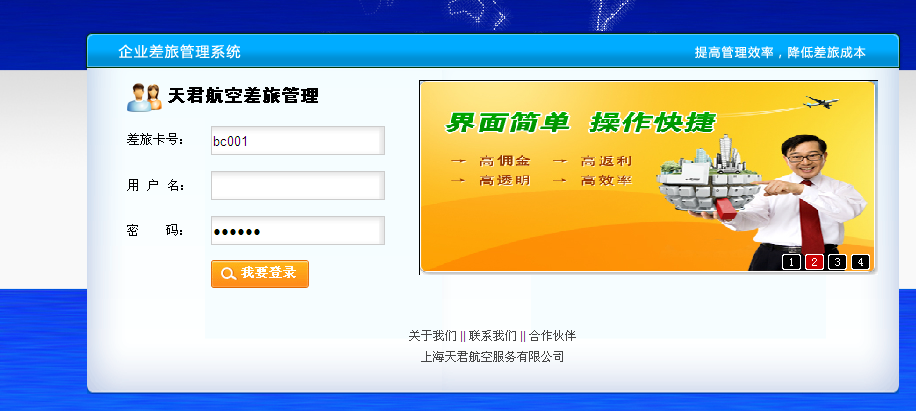 企业差旅管理系统 提高管理效率，降低差旅成本
天君航空差旅管理
差旅卡号： bc001
用 户 名：
密 码： ●●●●●●
我要登录
界面简单 操作快捷
→ 高佣金 → 高返利
→ 高透明 → 高效率
1 2 3 4
关于我们 || 联系我们 || 合作伙伴
上海天君航空服务有限公司